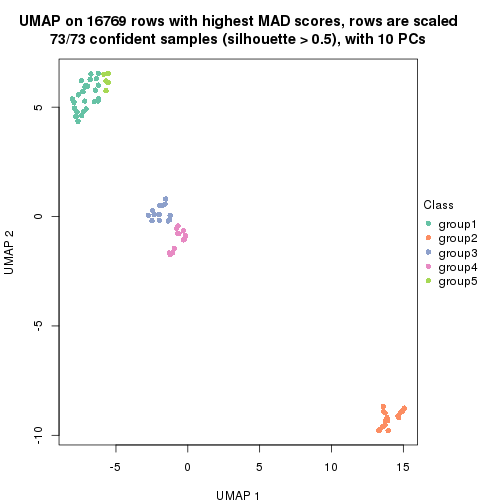 UMAP on 16769 rows with highest MAD scores, rows are scaled
73/73 confident samples (silhouette > 0.5), with 10 PCs
5
0
-5
-10
UMAP 2
-5
0
5
10
15
UMAP 1
Class
group1
group2
group3
group4
group5